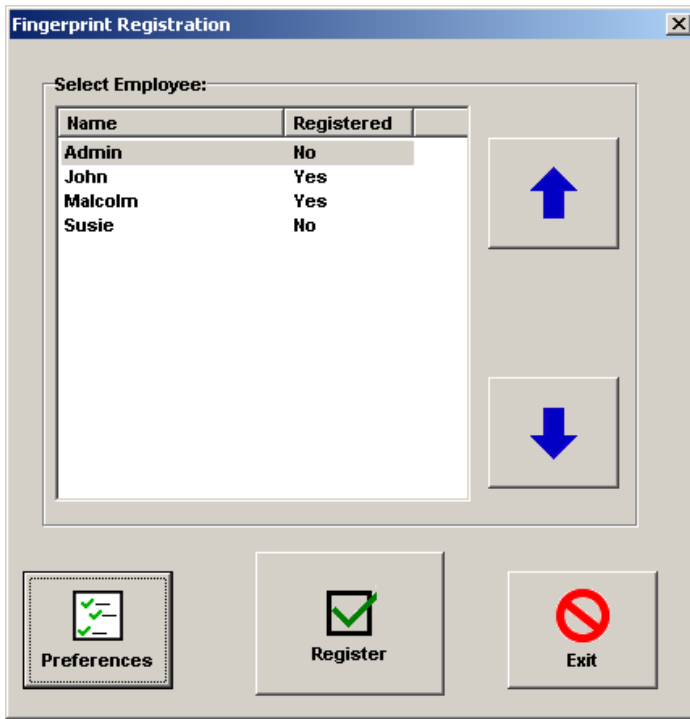 Fingerprint Registration
Select Employee:
Name Registered
Admin No
John Yes
Malcolm Yes
Susie No
Preferences
Register
Exit